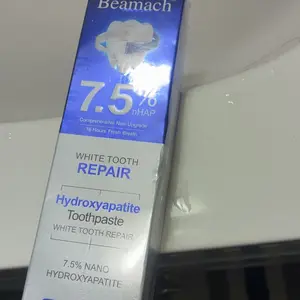 Beamach
7.5%
nHAP
WHITE TOOTH
REPAIR
Hydroxyapatite
Toothpaste
WHITE TOOTH REPAIR
7.5% NANO
HYDROXYAPATITE